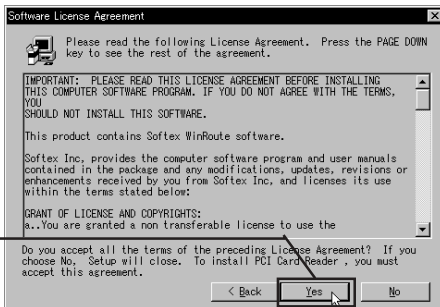 Software License Agreement
Please read the following License Agreement. Press the PAGE DOWN
key to see the rest of the agreement.
IMPORTANT: PLEASE READ THIS LICENSE AGREEMENT BEFORE INSTALLING
THIS COMPUTER SOFTWARE PROGRAM. IF YOU DO NOT AGREE WITH THE TERMS,
YOU
SHOULD NOT INSTALL THIS SOFTWARE.
This product contains Softex WinRoute software.
Softex Inc, provides the computer software program and user manuals
contained in the package and any modifications, updates, revisions or
enhancements received by you from Softex Inc, and licenses its use
within the terms stated below:
GRANT OF LICENSE AND COPYRIGHTS:
a..You are granted a non transferable license to use the
Do you accept all the terms of the preceding License Agreement? If you
choose No, Setup will close. To install PCI Card Reader , you must
accept this agreement.
< Back Yes No